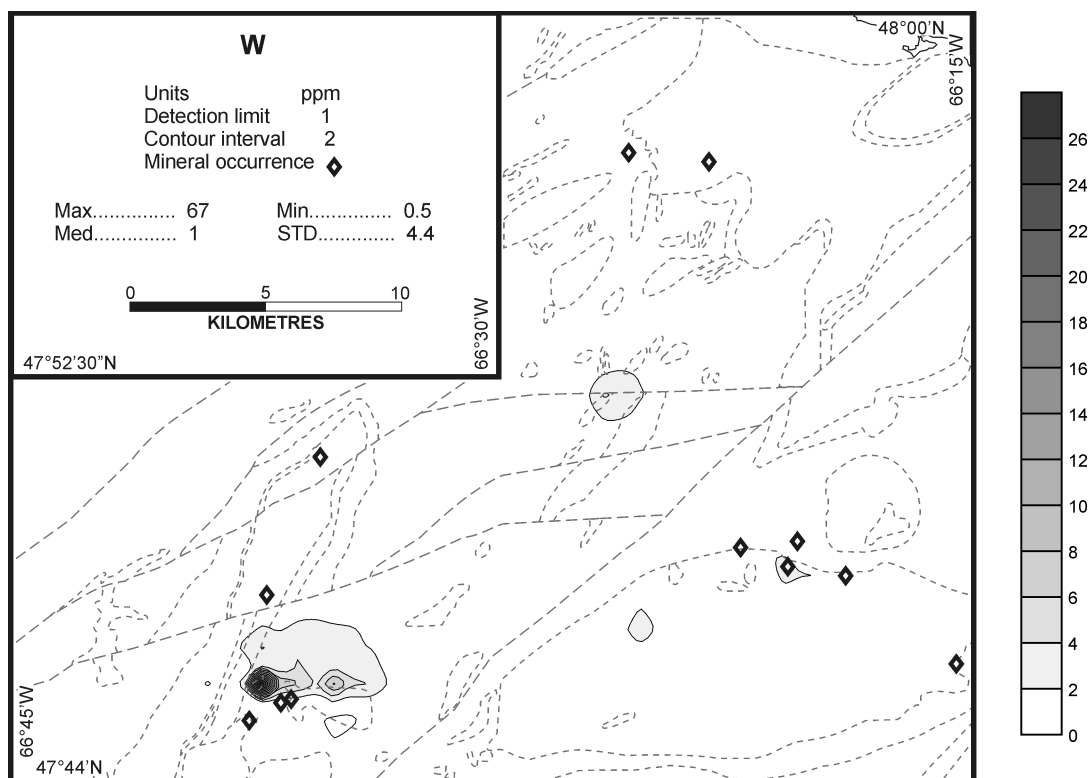 W
Units ppm
Detection limit 1
Contour interval 2
Mineral occurrence
Max............... 67 Min.............. 0.5
Med............... 1 STD.............. 4.4
0 5 10
KILOMETRES
47°52’30”N
66°30’W
48°00’N
66°15’W
66°45’W
47°44’N
26
24
22
20
18
16
14
12
10
8
6
4
2
0